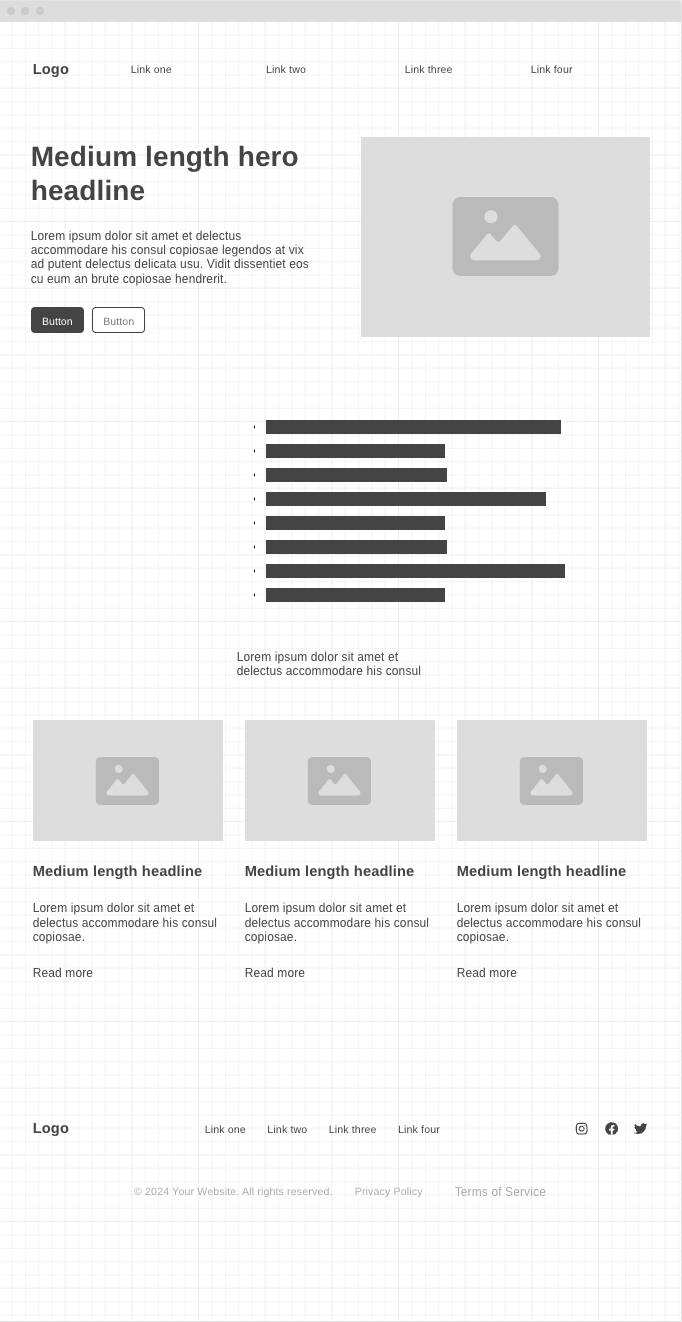 Logo Link one Link two Link three Link four
Medium length hero
headline
Lorem ipsum dolor sit amet et delectus
accommodare his consul copiosae legendos at vix
ad putent delectus delicata usu. Vidit dissentiet eos
cu eum an brute copiosae hendrerit.
Button Button
Lorem ipsum dolor sit amet et
delectus accommodare his consul
Medium length headline
Lorem ipsum dolor sit amet et
delectus accommodare his consul
copiosae.
Read more
Medium length headline
Lorem ipsum dolor sit amet et
delectus accommodare his consul
copiosae.
Read more
Medium length headline
Lorem ipsum dolor sit amet et
delectus accommodare his consul
copiosae.
Read more
Logo Link one Link two Link three Link four
© 2024 Your Website. All rights reserved. Privacy Policy Terms of Service